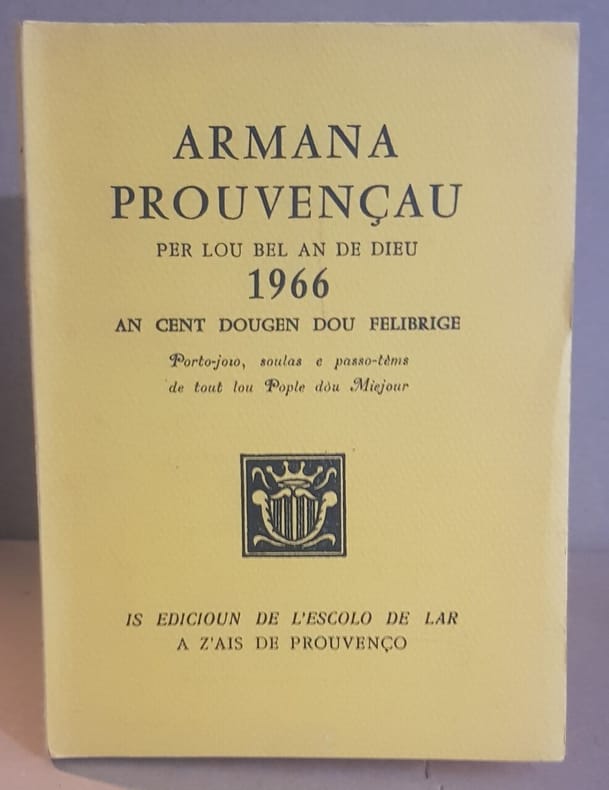 ARMANA
PROUVENÇAU
PER LOU BEL AN DE DIEU
1966
AN CENT DOUGEN DOU FELIBRIGE
Porto-joio, soulas e passo-tèms
de tout lou Pople dóu Miejour
IS EDICIOUN DE L'ESCOLO DE LAR
A Z'AIS DE PROUVENÇO